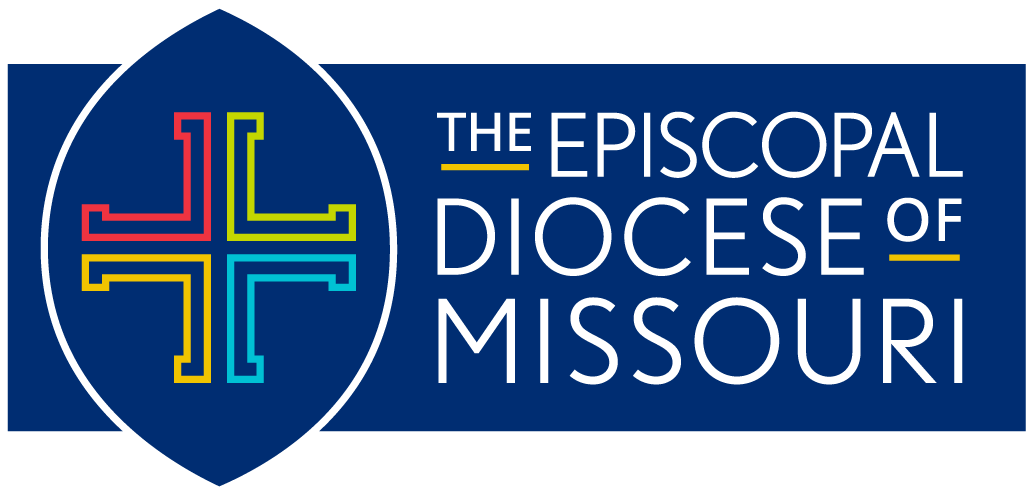 THE EPISCOPAL
DIOCESE OF
MISSOURI